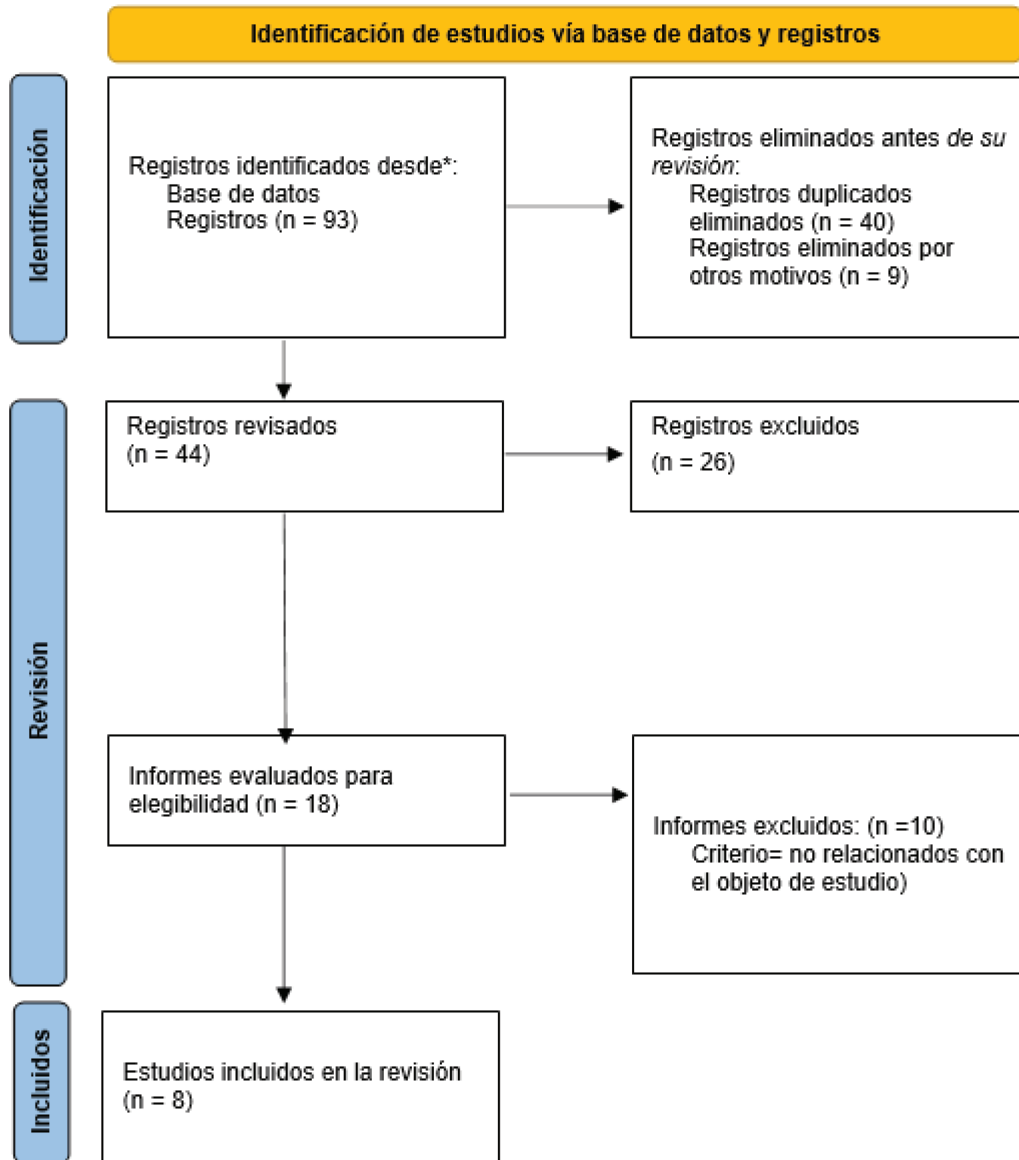 Identificación de estudios vía base de datos y registros
Identificación
Registros identificados desde*:
Base de datos
Registros (n = 93)
Registros eliminados antes de su
revisión:
Registros duplicados
eliminados (n = 40)
Registros eliminados por
otros motivos (n = 9)
Revisión
Registros revisados
(n = 44)
Registros excluidos
(n = 26)
Informes evaluados para
elegibilidad (n = 18)
Informes excluidos: (n =10)
Criterio= no relacionados con
el objeto de estudio)
Incluidos
Estudios incluidos en la revisión
(n = 8)